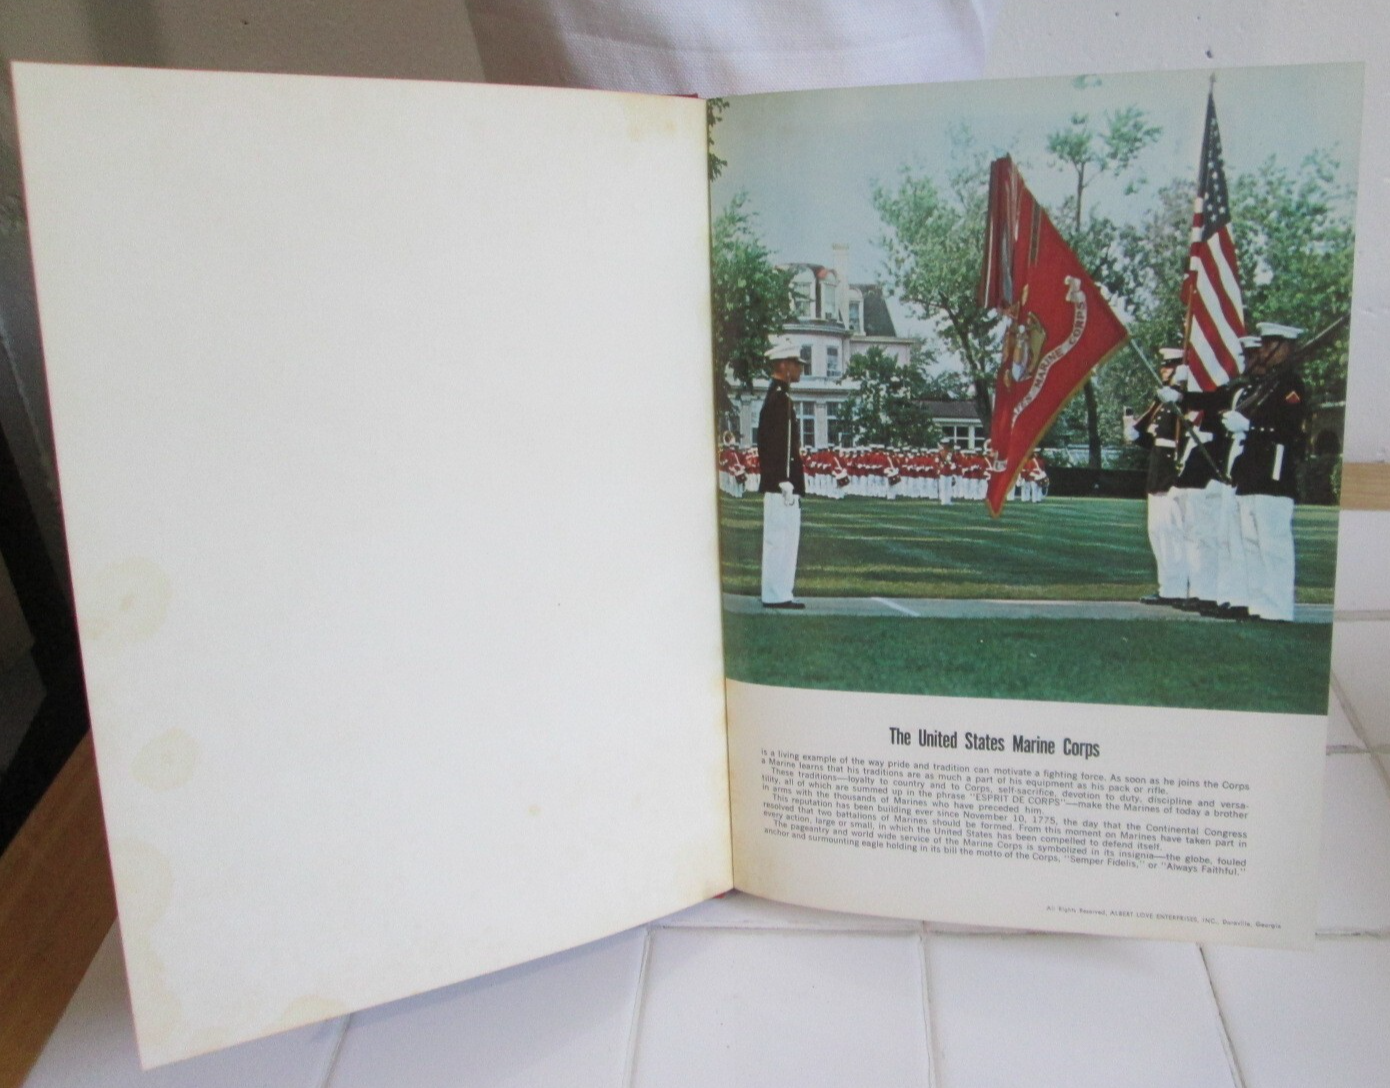 The United States Marine Corps
is a living example of the way pride and tradition can motivate a fighting force. As soon as he joins the Corps
a Marine learns that his traditions are as much a part of his equipment as his pack or rifle.
These traditions—loyalty to country and to Corps, self-sacrifice, devotion to duty, discipline and versa-
tility, all of which are summed up in the phrase "ESPRIT DE CORPS"—make the Marines of today a brother
in arms with the thousands of Marines who have preceded him.
This reputation has been building ever since November 10, 1775, the day that the Continental Congress
resolved that two battalions of Marines should be formed. From this moment on Marines have taken part in
every action, large or small, in which the United States has been compelled to defend itself.
The pageantry and world wide service of the Marine Corps is symbolized in its insignia—the globe, fouled
anchor and surmounting eagle holding in its bill the motto of the Corps, "Semper Fidelis," or "Always Faithful."
All Rights Reserved, ALBERT LOVE ENTERPRISES, INC., Doraville, Georgia
MARINE CORPS